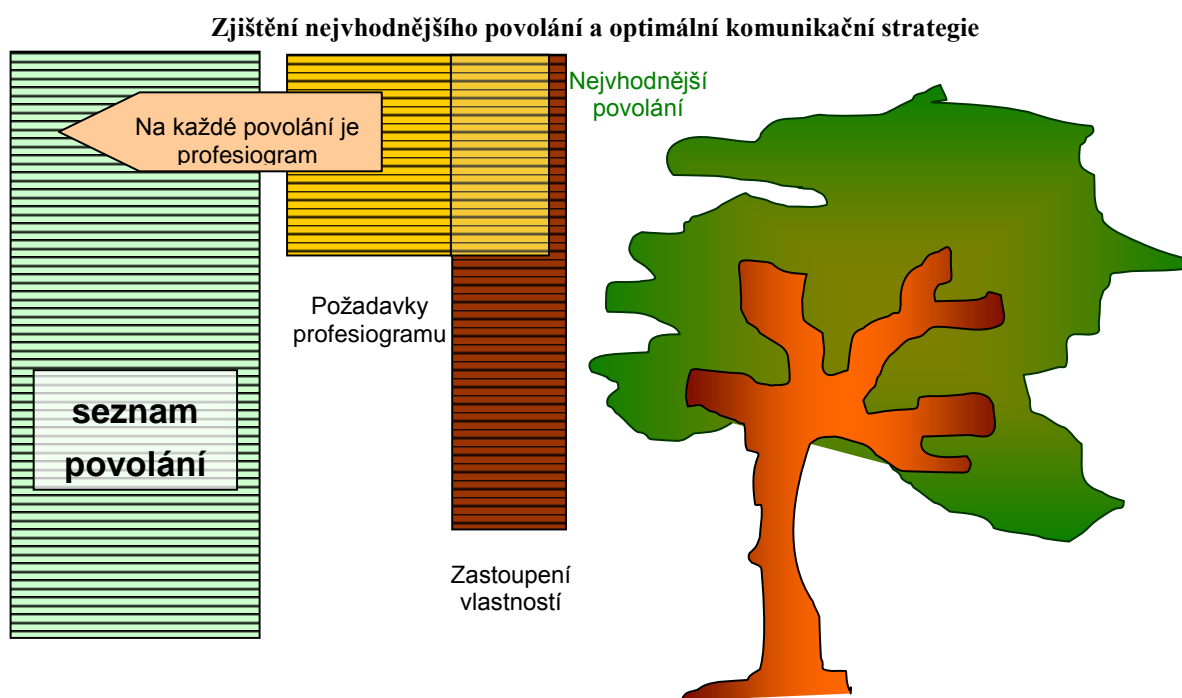 Zjištění nejvhodnějšího povolání a optimální komunikační strategie
Nejvhodnější
povolání
Na každé povolání je
profesiogram
Požadavky
profesiogramu
seznam
povolání
Zastoupení
vlastností